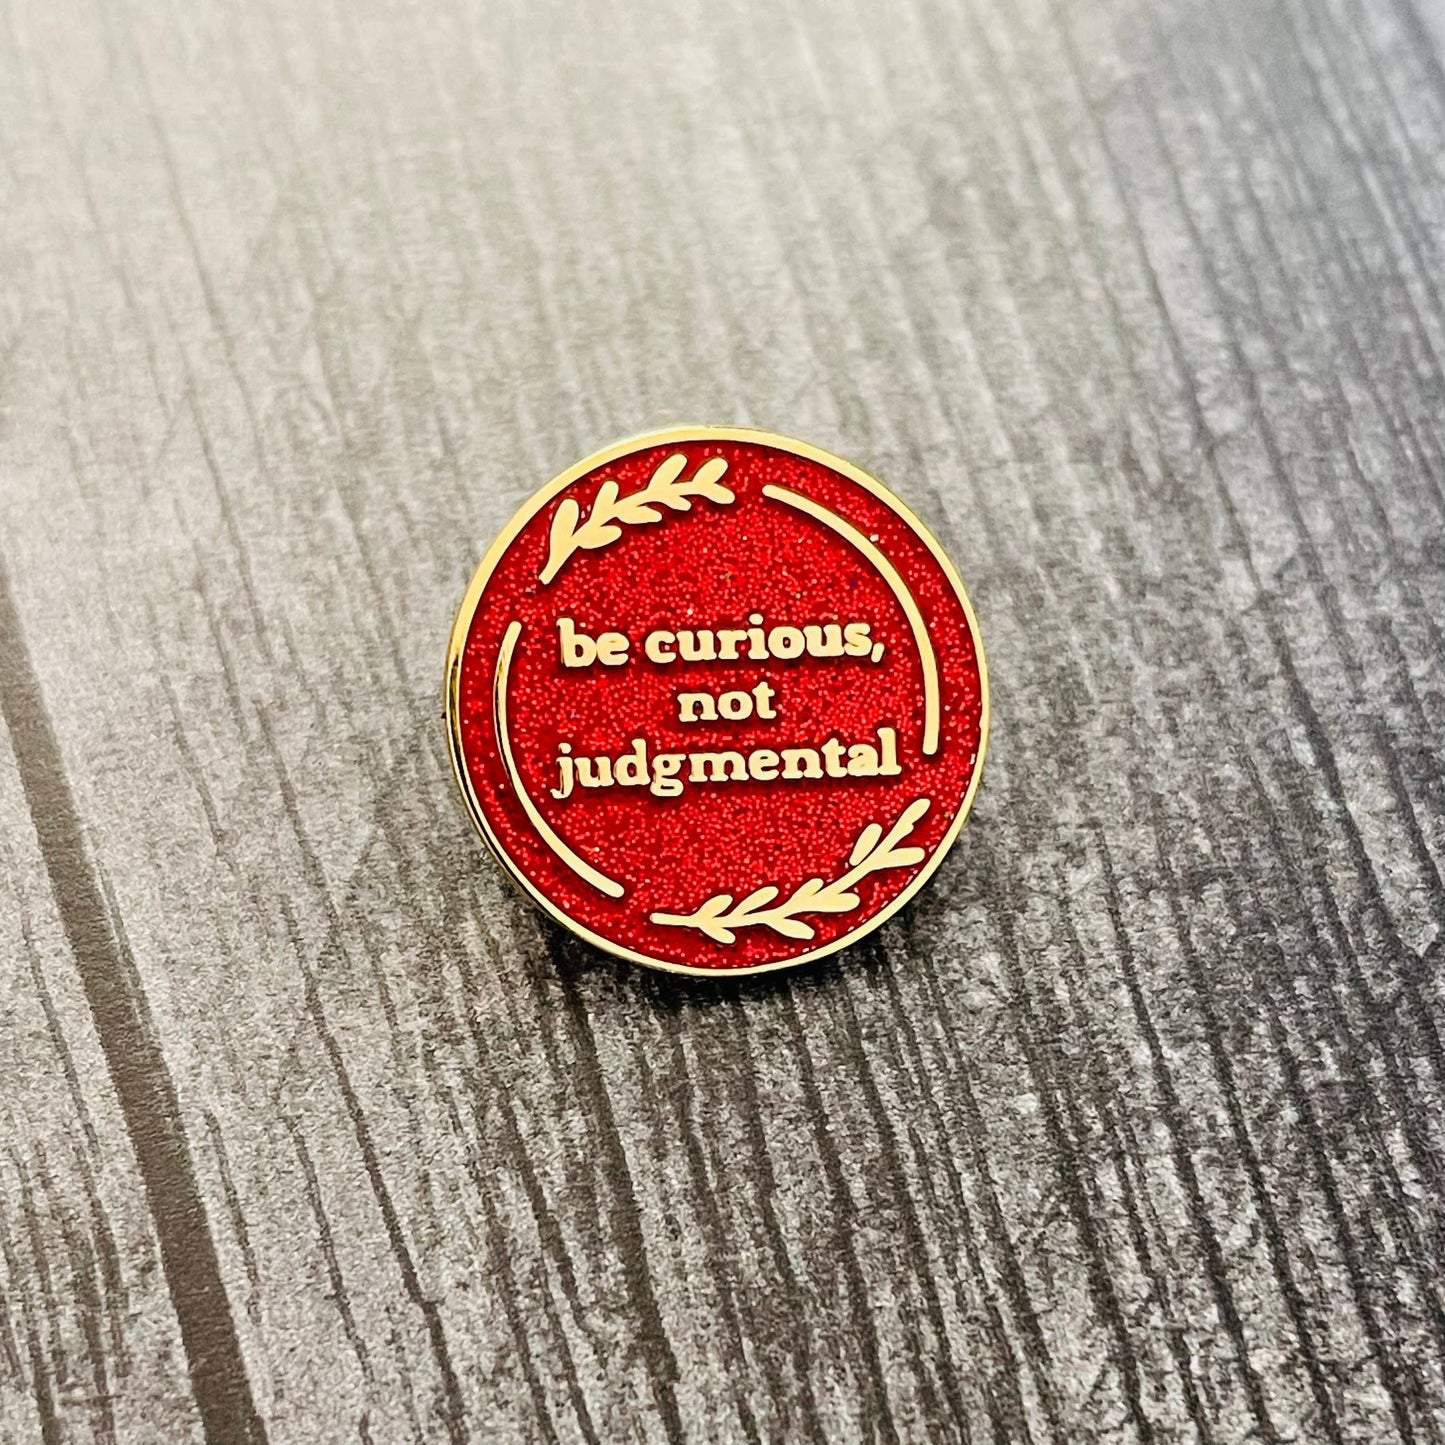 be curious,
not
judgmental